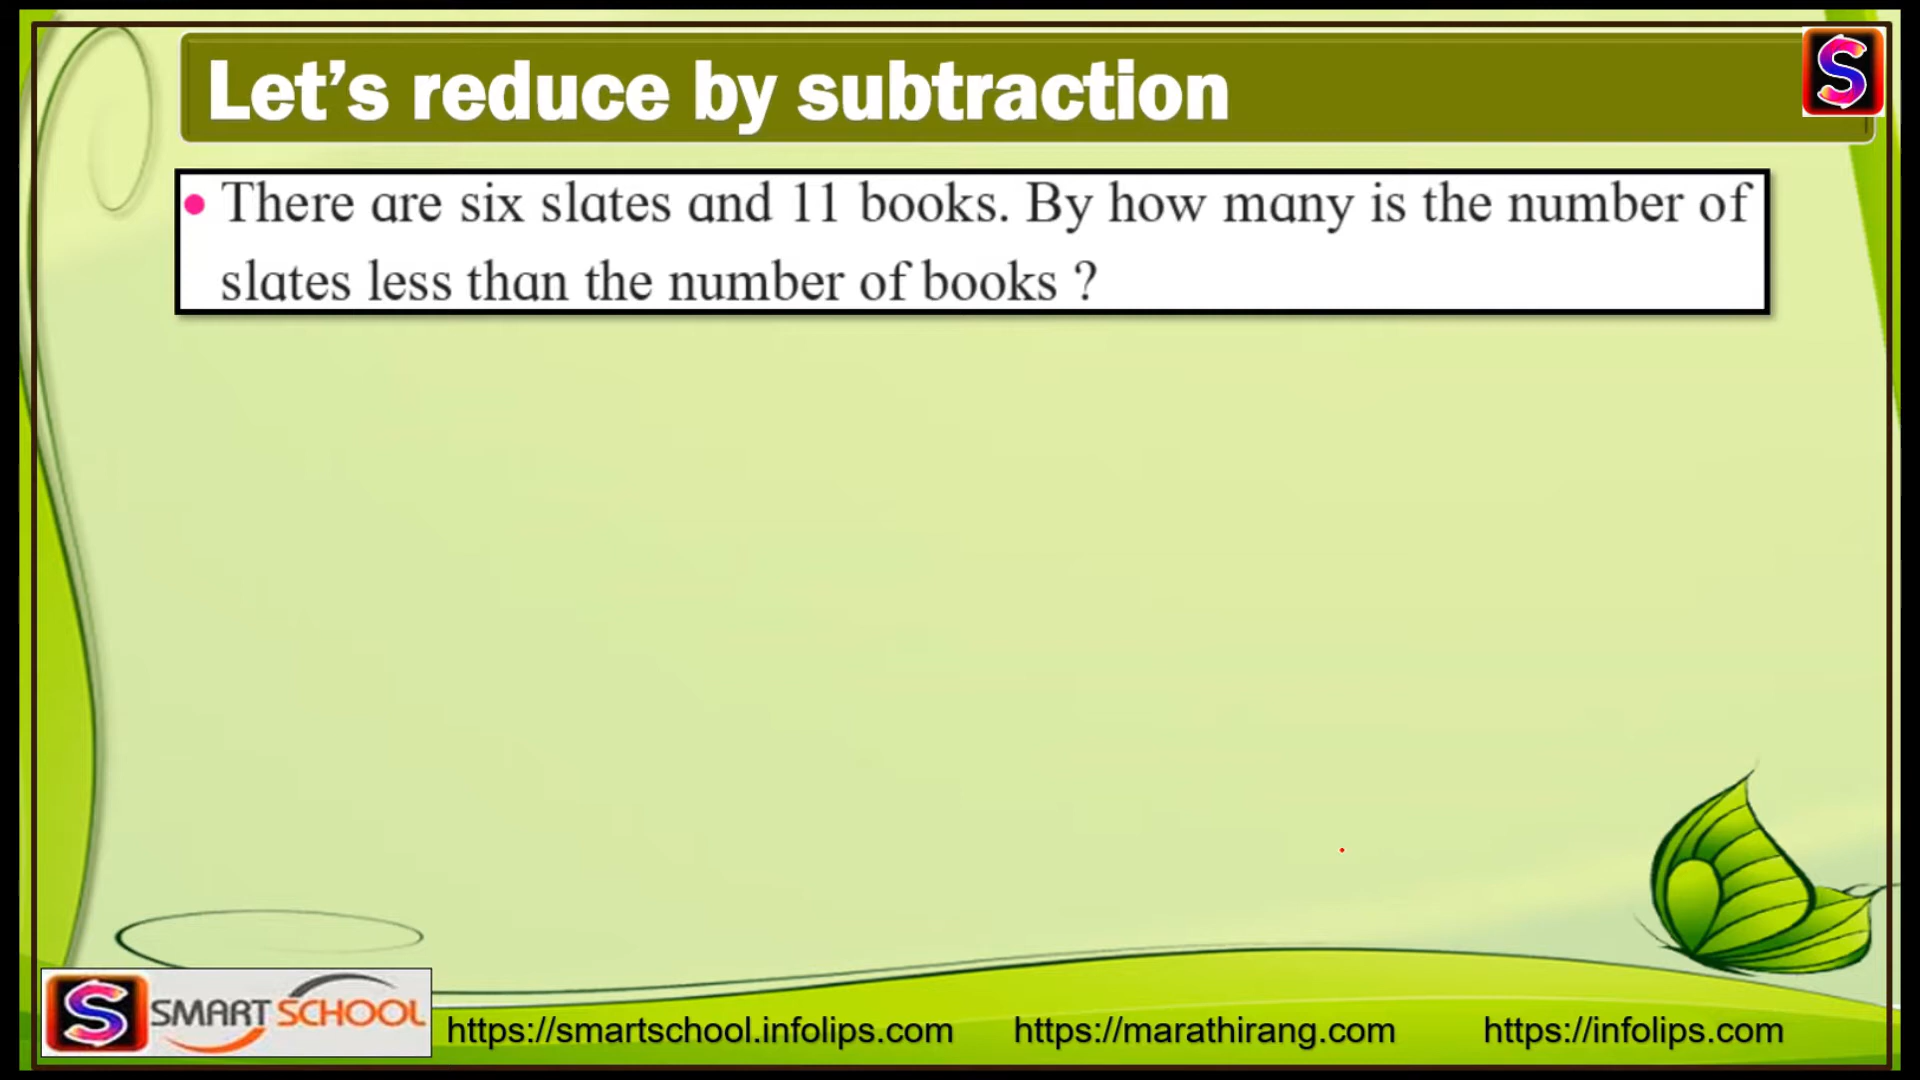 Let’s reduce by subtraction
S
• There are six slates and 11 books. By how many is the number of
slates less than the number of books ?
S SMART SCHOOL
https://smartschool.infolips.com https://marathirang.com https://infolips.com